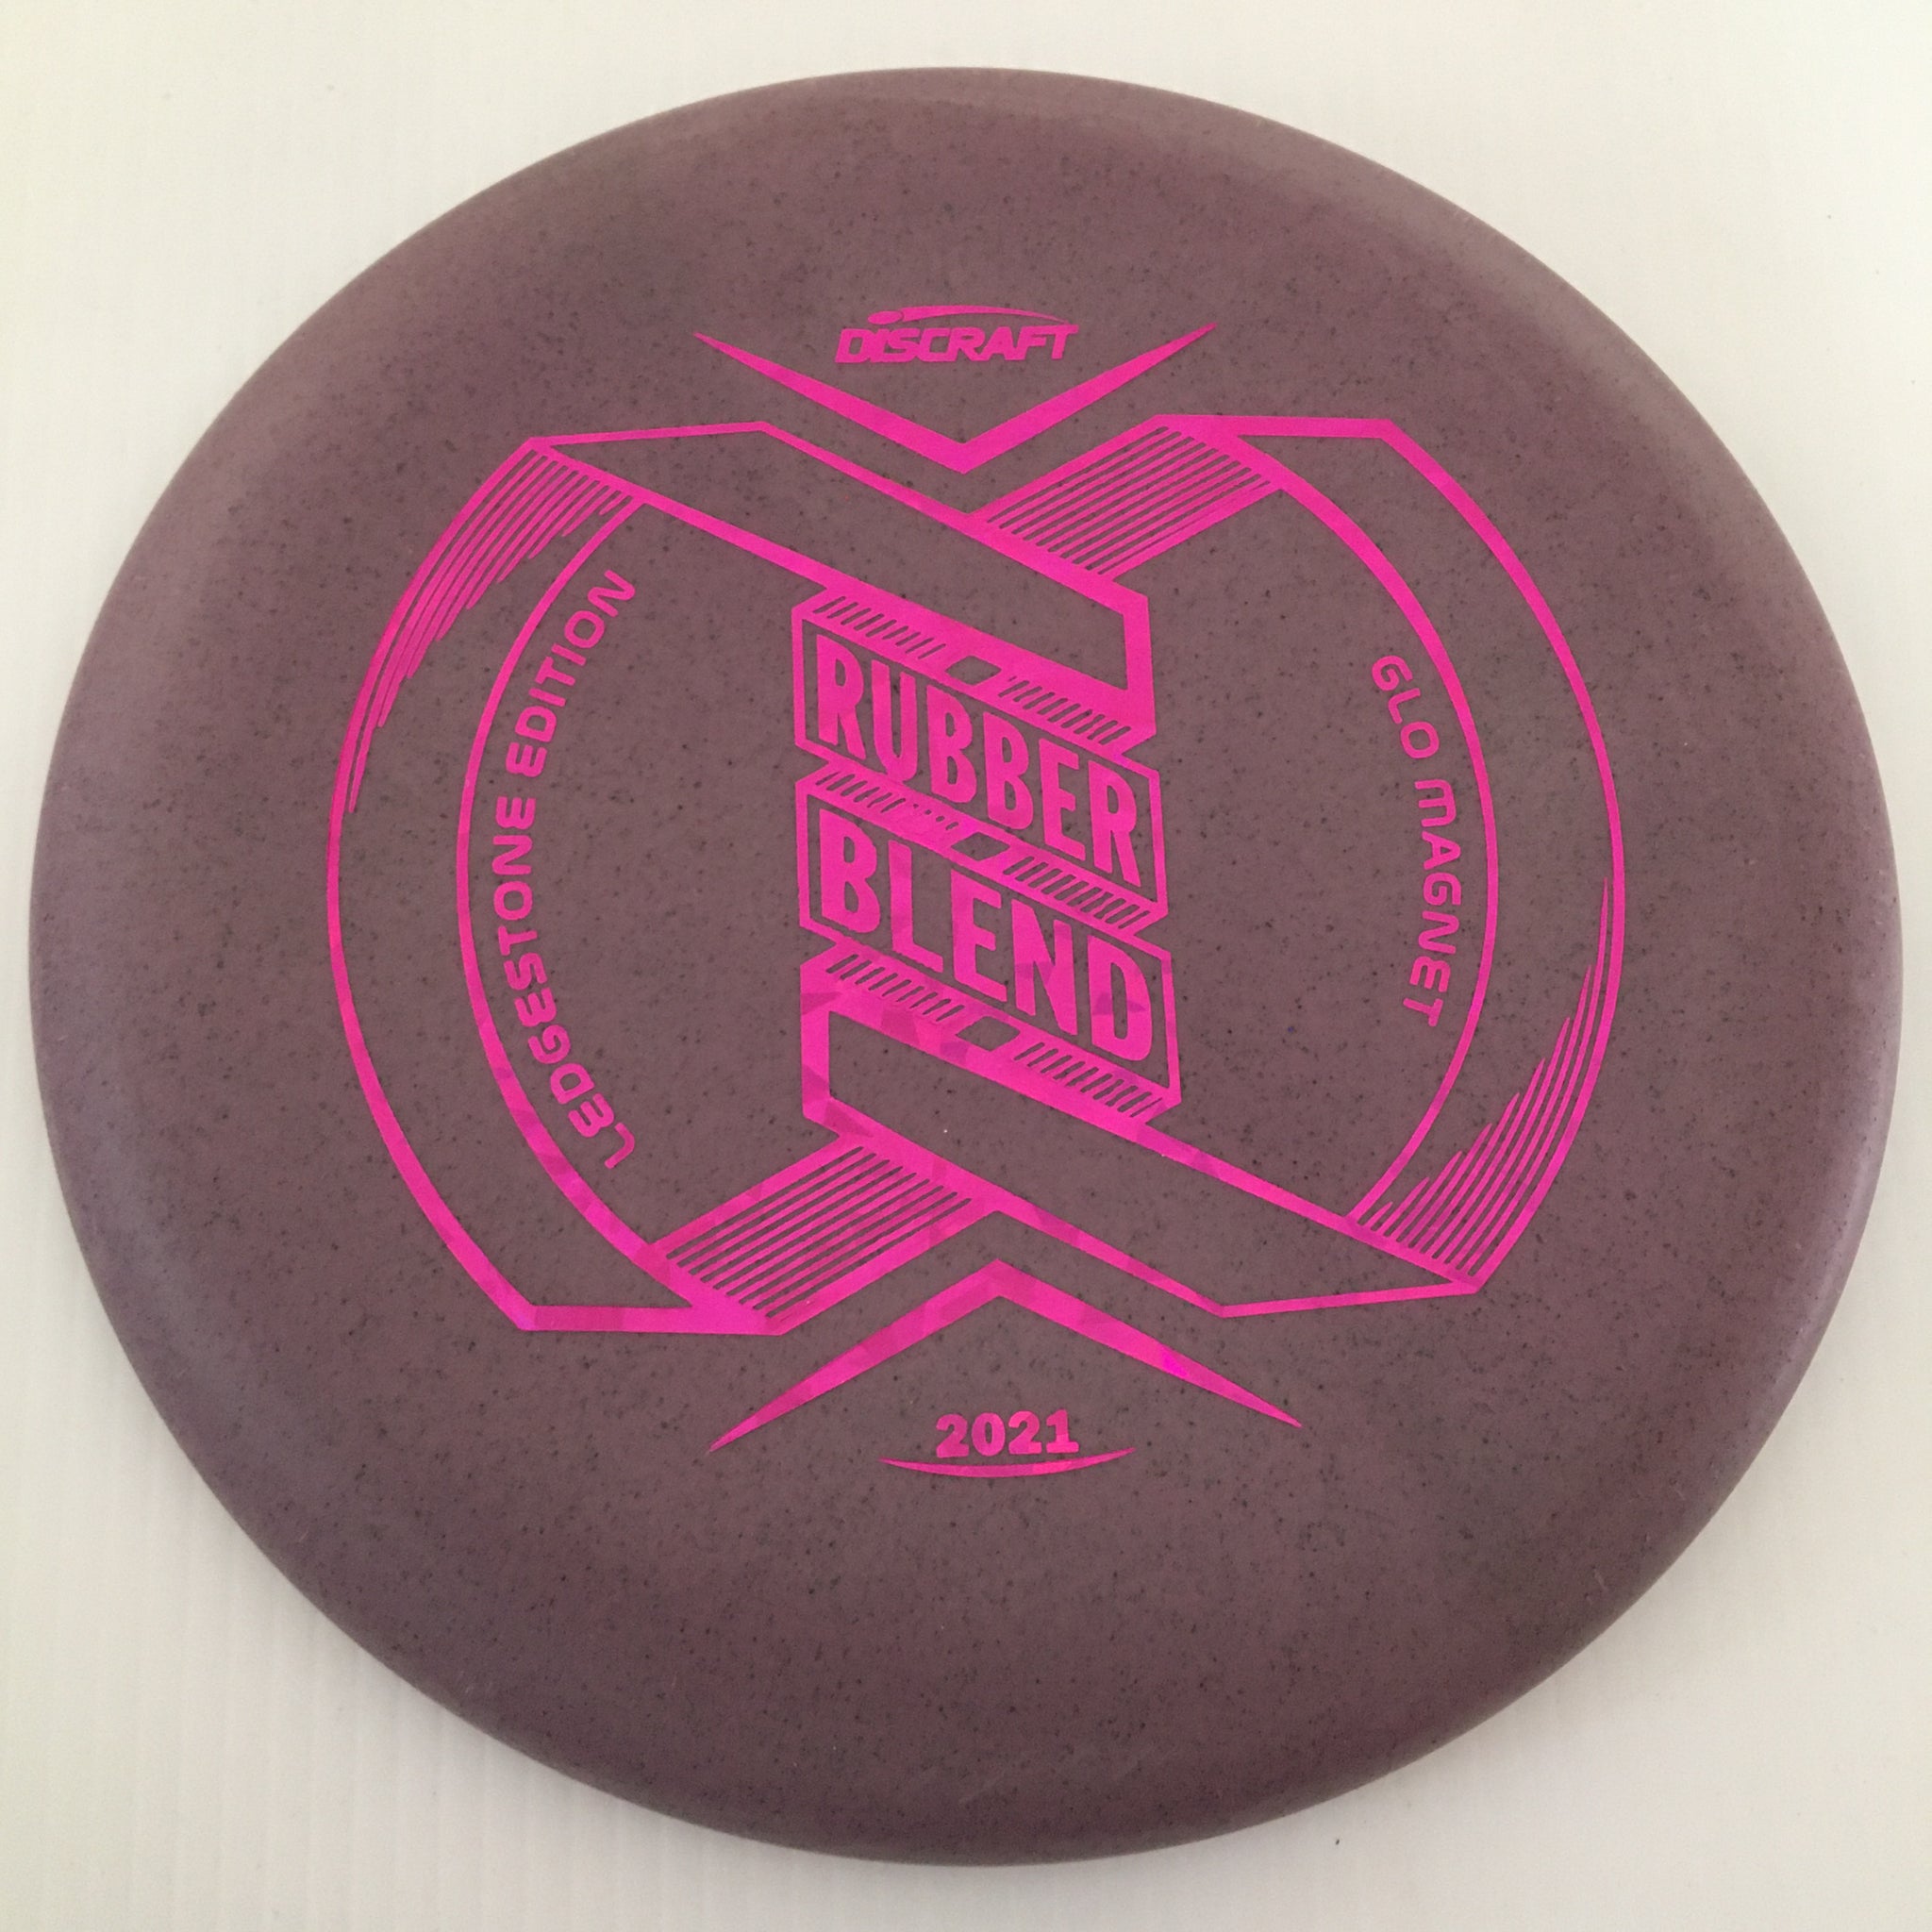 DISCRAFT
LEDGESTONE EDITION
RUBBER
BLEND
GLO MAGNET
2021